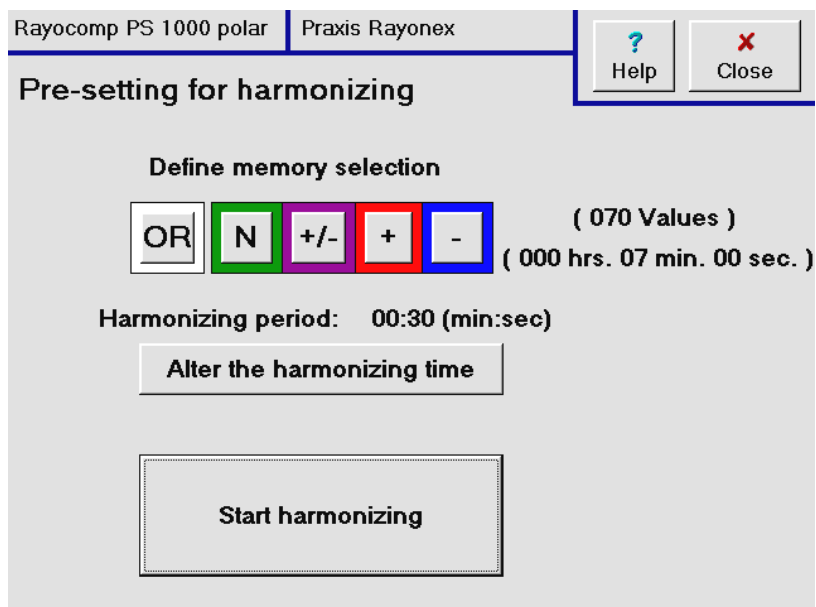 Rayocomp PS 1000 polar
Praxis Rayonex
? Help
✗ Close
Pre-setting for harmonizing
Define memory selection
OR N +/- + -
( 070 Values )
( 000 hrs. 07 min. 00 sec. )
Harmonizing period: 00:30 (min:sec)
Alter the harmonizing time
Start harmonizing